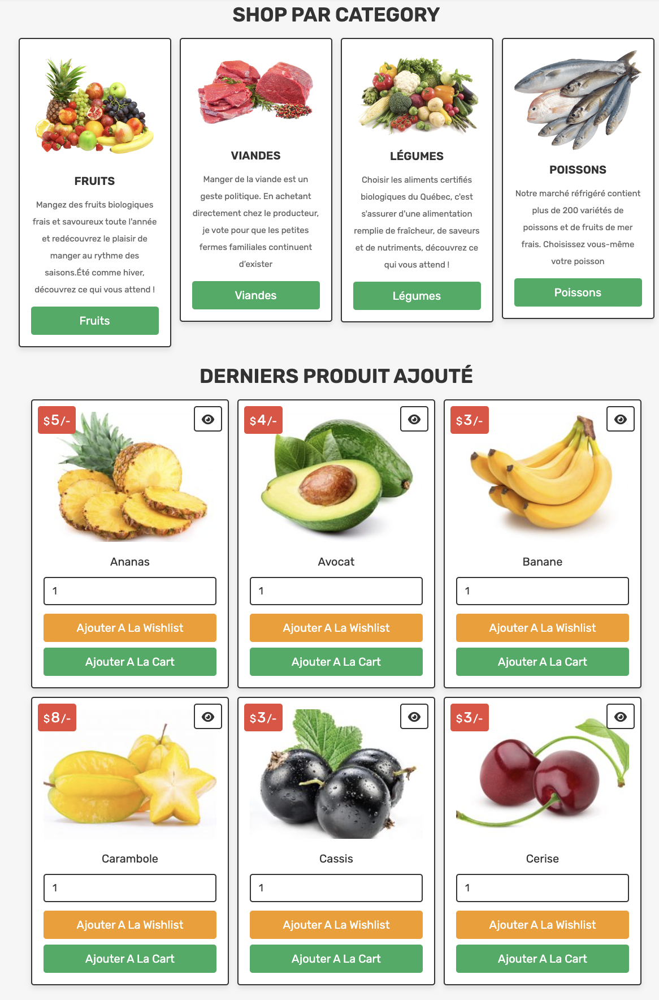 SHOP PAR CATEGORY
FRUITS
Mangez des fruits biologiques
frais et savoureux toute l'année
et redécouvrez le plaisir de
manger au rythme des
saisons.Été comme hiver,
découvrez ce qui vous attend !
Fruits
VIANDES
Manger de la viande est un
geste politique. En achetant
directement chez le producteur,
je vote pour que les petites
fermes familiales continuent
d'exister
Viandes
LÉGUMES
Choisir les aliments certifiés
biologiques du Québec, c'est
s'assurer d'une alimentation
remplie de fraîcheur, de saveurs
et de nutriments, découvrez ce
qui vous attend !
Légumes
POISSONS
Notre marché réfrigéré contient
plus de 200 variétés de
poissons et de fruits de mer
frais. Choisissez vous-même
votre poisson
Poissons
DERNIERS PRODUIT AJOUTÉ
$5/-
Ananas
1
Ajouter A La Wishlist
Ajouter A La Cart
$4/-
Avocat
1
Ajouter A La Wishlist
Ajouter A La Cart
$3/-
Banane
1
Ajouter A La Wishlist
Ajouter A La Cart
$8/-
Carambole
1
Ajouter A La Wishlist
Ajouter A La Cart
$3/-
Cassis
1
Ajouter A La Wishlist
Ajouter A La Cart
$3/-
Cerise
1
Ajouter A La Wishlist
Ajouter A La Cart